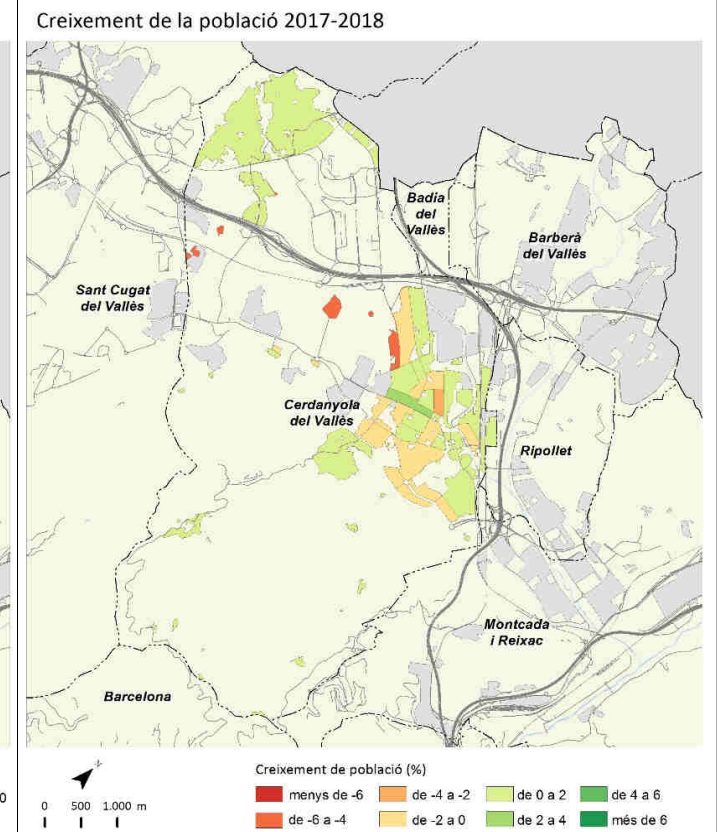 Creixement de la població 2017-2018
Badia
del
Vallès
Barberà
del Vallès
Sant Cugat
del Vallès
Cerdanyola
del Vallès
Ripollet
Montcada
i Reixac
Barcelona
0
0 500 1.000 m
Creixement de població (%)
menys de -6
de -4 a -2
de 0 a 2
de 4 a 6
de -6 a -4
de -2 a 0
de 2 a 4
més de 6